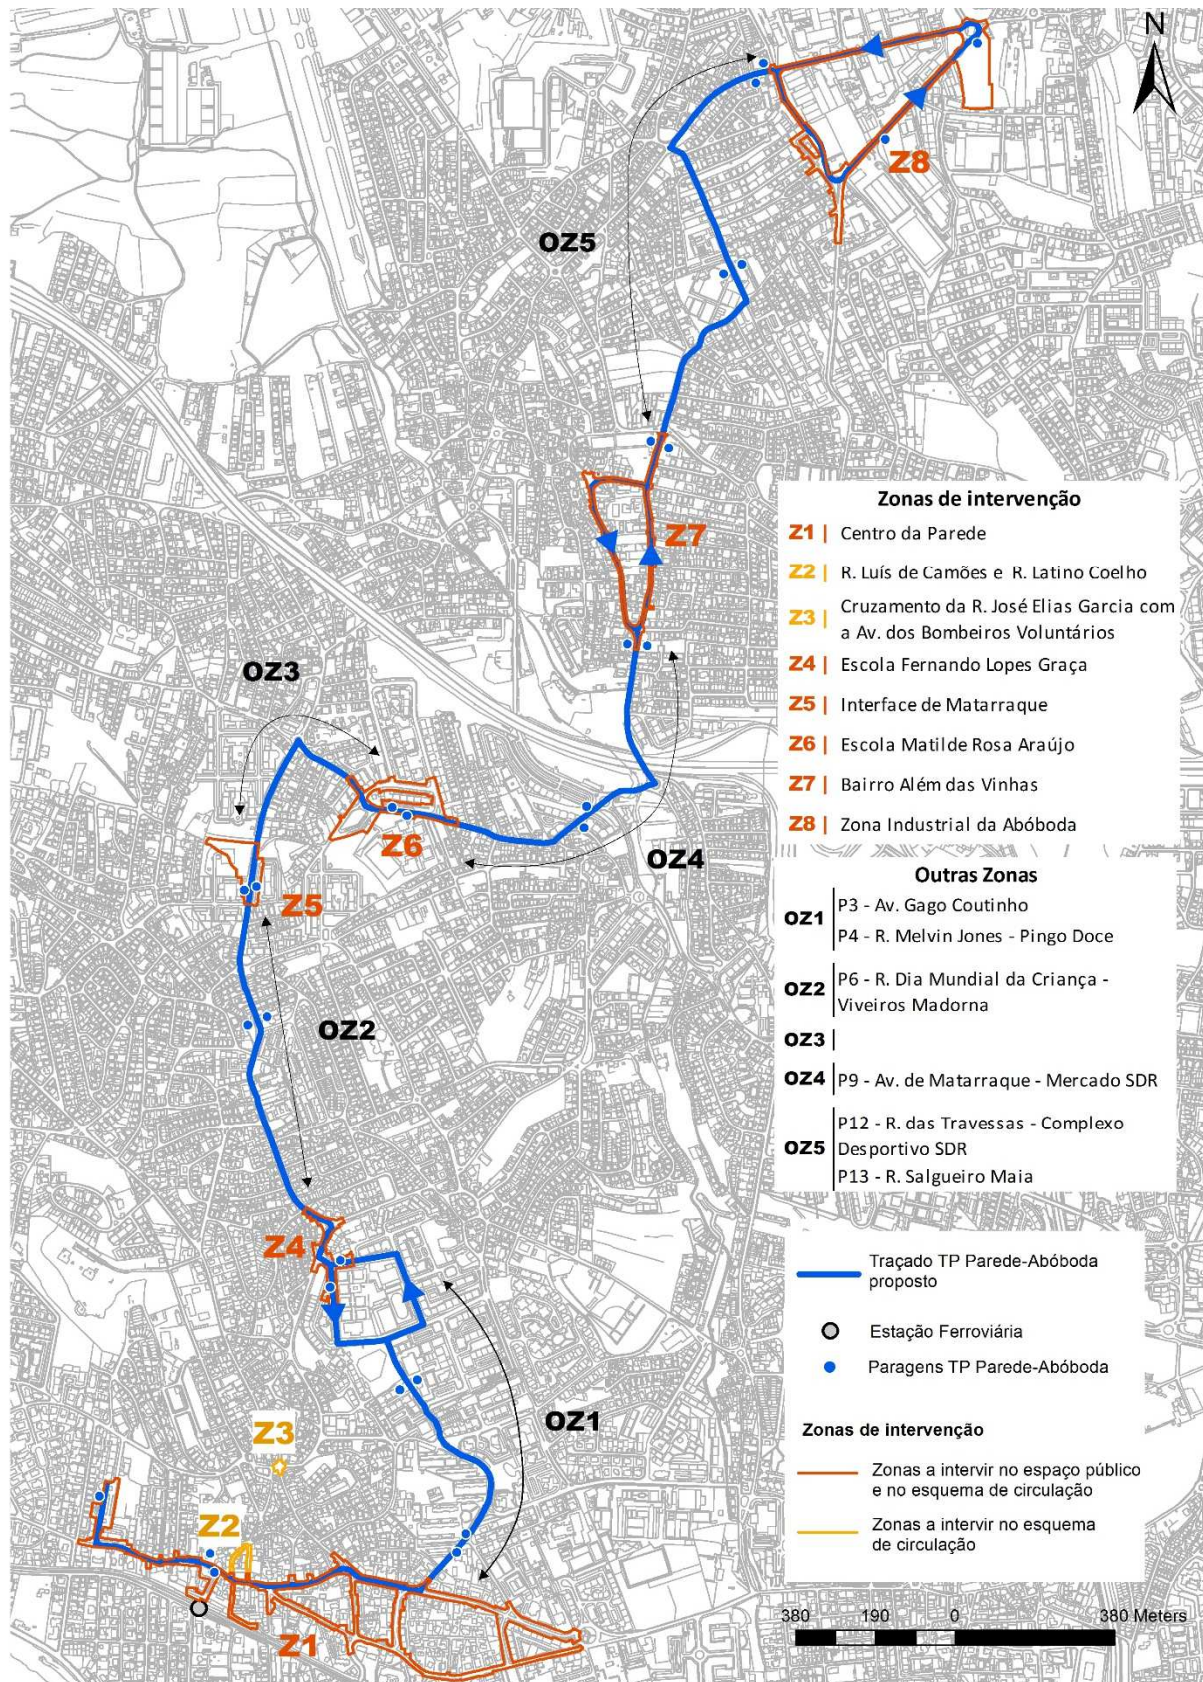 N
Z8
OZ5
Z7
Zonas de intervenção
Z1 | Centro da Parede
Z2 | R. Luís de Camões e R. Latino Coelho
Z3 | Cruzamento da R. José Elias Garcia com
a Av. dos Bombeiros Voluntários
Z4 | Escola Fernando Lopes Graça
Z5 | Interface de Matarraque
Z6 | Escola Matilde Rosa Araújo
Z7 | Bairro Além das Vinhas
Z8 | Zona Industrial da Abóboda
OZ3
Z6
OZ4
Z5
Outras Zonas
OZ1
P3 - Av. Gago Coutinho
P4 - R. Melvin Jones - Pingo Doce
OZ2
P6 - R. Dia Mundial da Criança -
Viveiros Madorna
OZ3
OZ4
P9 - Av. de Matarraque - Mercado SDR
OZ5
P12 - R. das Travessas - Complexo
Desportivo SDR
P13 - R. Salgueiro Maia
OZ2
Z4
OZ1
Z3
Z2
Z1
Traçado TP Parede-Abóboda
proposto
Estação Ferroviária
Paragens TP Parede-Abóboda
Zonas de intervenção
Zonas a intervir no espaço público
e no esquema de circulação
Zonas a intervir no esquema
de circulação
380 190 0 380 Meters